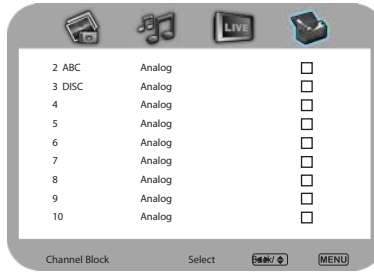 LIVE
2 ABC Analog
3 DISC Analog
4 Analog
5 Analog
6 Analog
7 Analog
8 Analog
9 Analog
10 Analog
Channel Block Select MENU